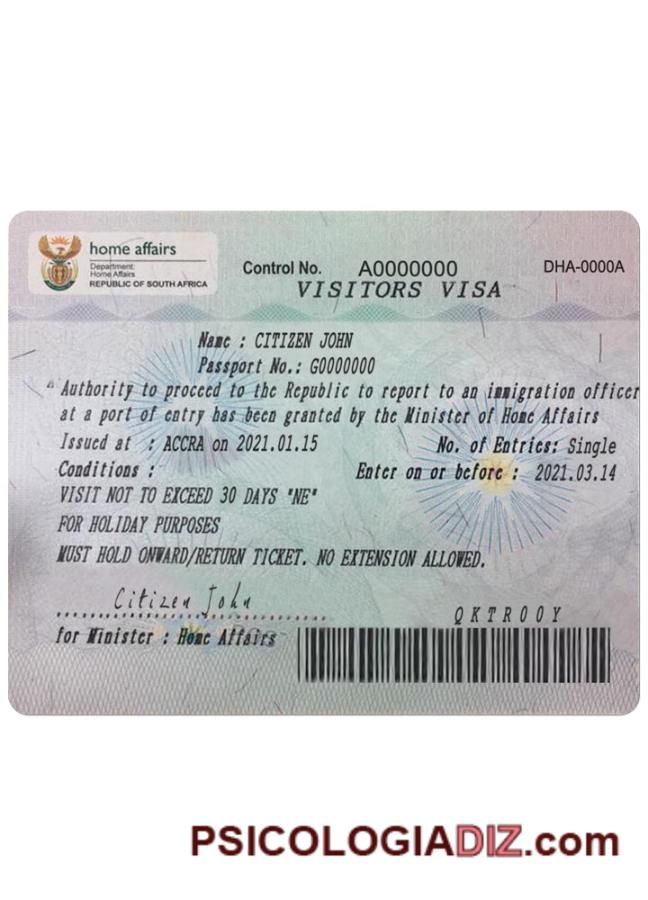 home affairs
Department:
Home Affairs
REPUBLIC OF SOUTH AFRICA
Control No. A0000000
DHA-0000A
VISITORS VISA
Name : CITIZEN JOHN
Passport No.: G0000000
"Authority to proceed to the Republic to report to an immigration officer
at a port of entry has been granted by the Minister of Home Affairs
Issued at : ACCRA on 2021.01.15 No. of Entries: Single
Conditions : Enter on or before : 2021.03.14
VISIT NOT TO EXCEED 30 DAYS "NE"
FOR HOLIDAY PURPOSES
MUST HOLD ONWARD/RETURN TICKET. NO EXTENSION ALLOWED.
Citizen John
for Minister : Home Affairs
QKTROOY
PSICOLOGIADIZ.com